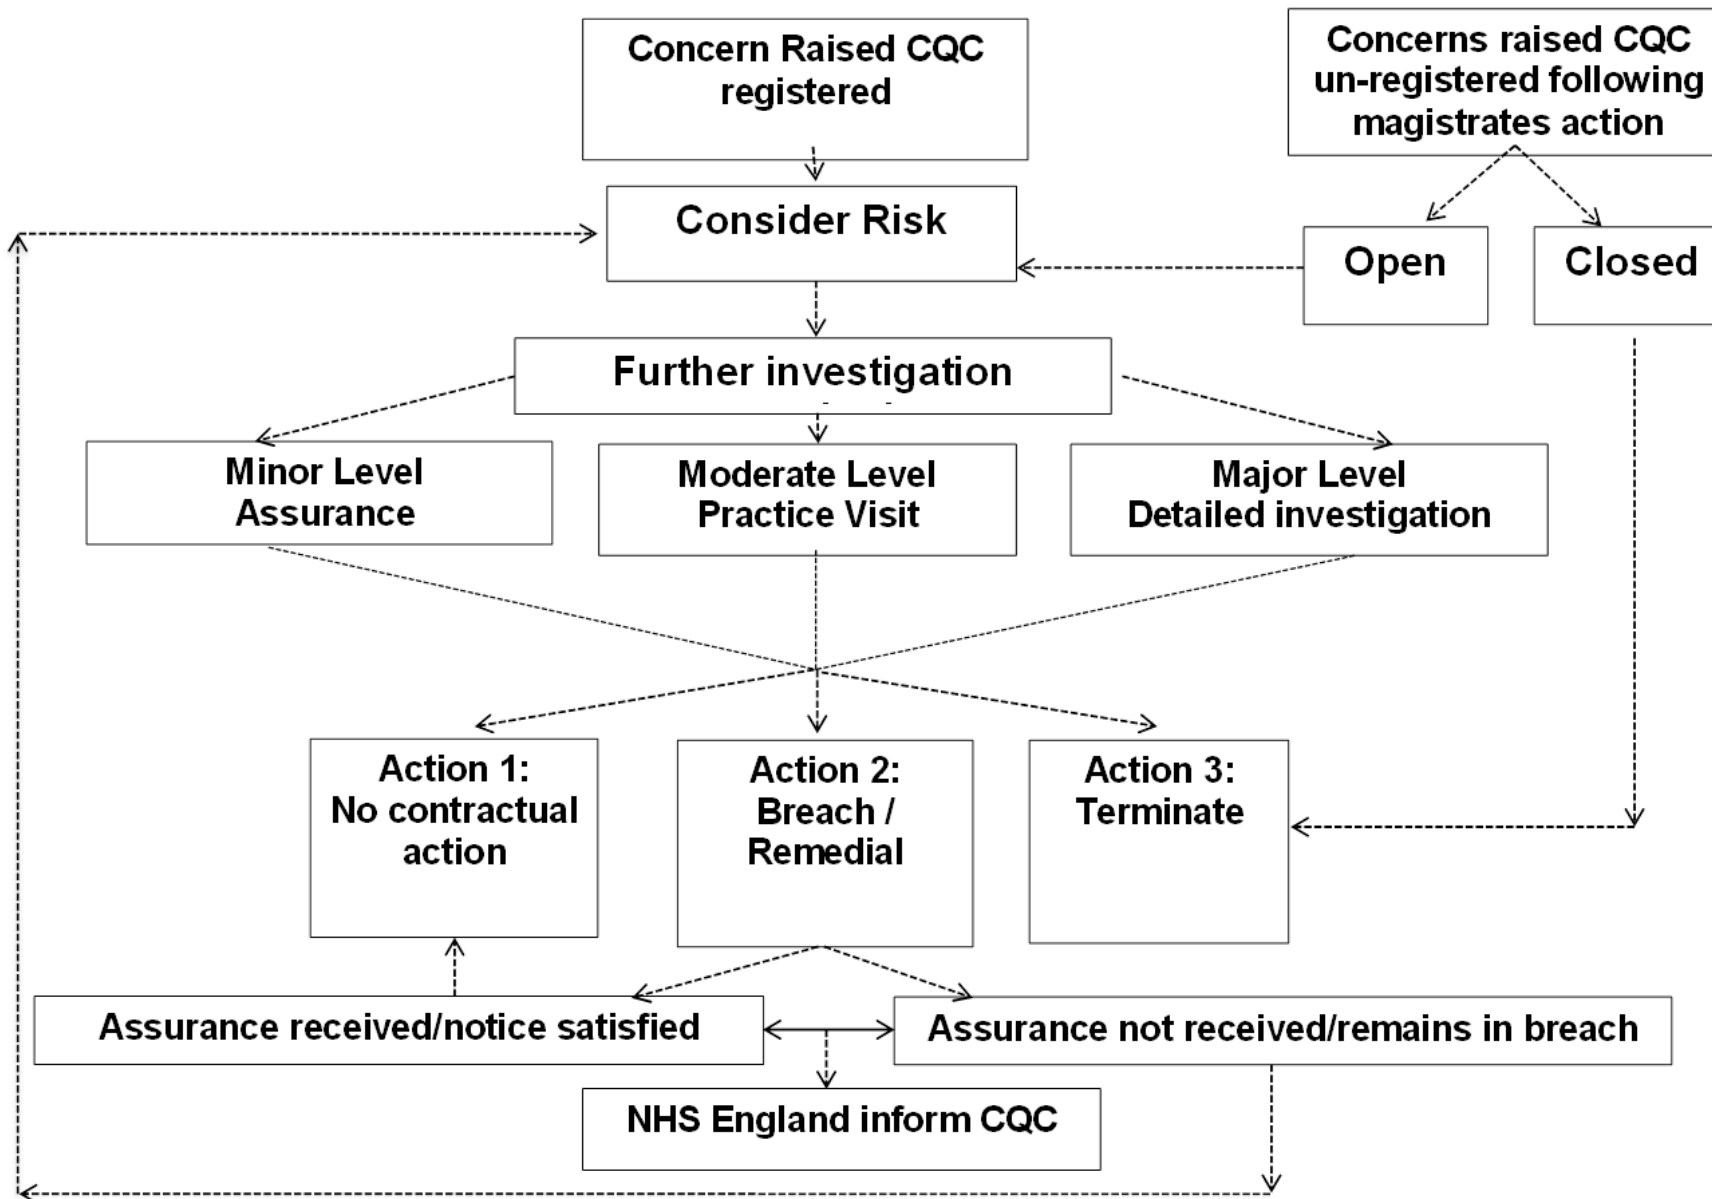 Concern Raised CQC
registered
Concerns raised CQC
un-registered following
magistrates action
Consider Risk
Open
Closed
Further investigation
Minor Level
Assurance
Moderate Level
Practice Visit
Major Level
Detailed investigation
Action 1:
No contractual
action
Action 2:
Breach /
Remedial
Action 3:
Terminate
Assurance received/notice satisfied
Assurance not received/remains in breach
NHS England inform CQC